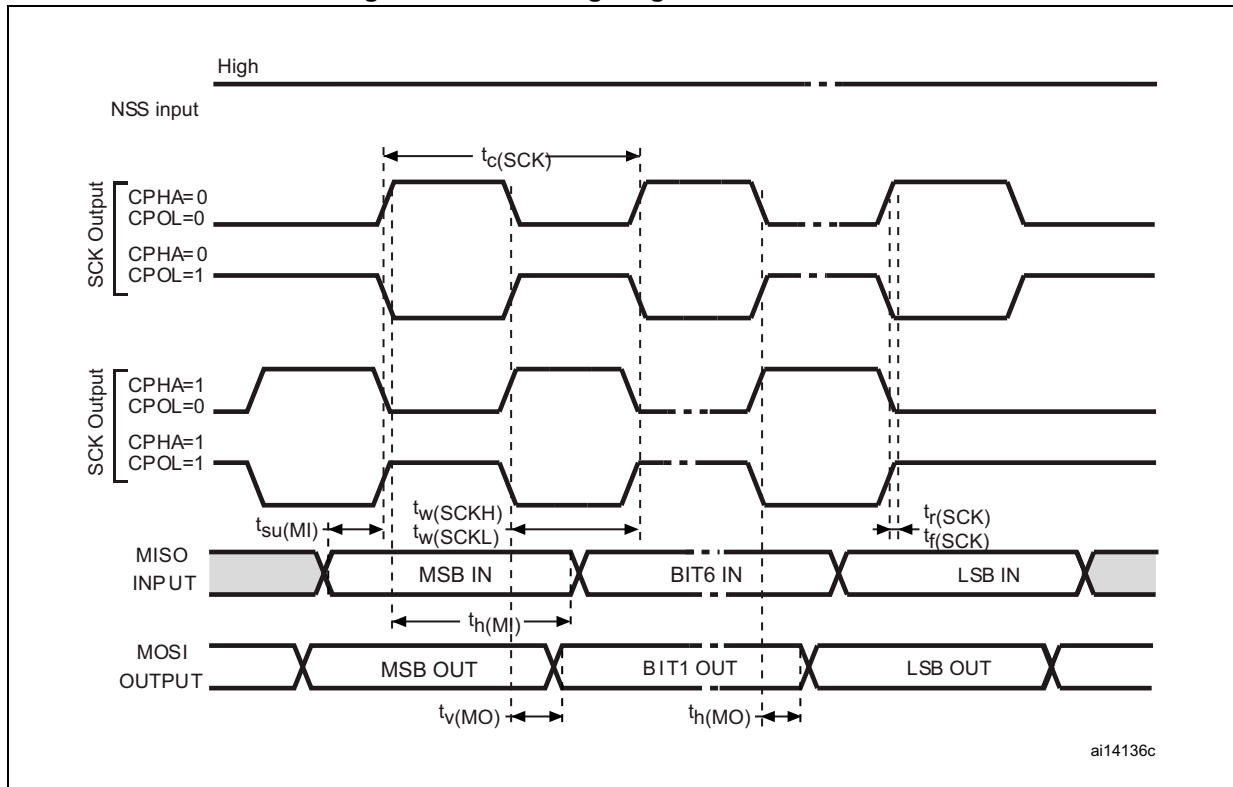 High
NSS input
tc(SCK)
SCK Output
CPHA=0
CPOL=0
CPHA=0
CPOL=1
SCK Output
CPHA=1
CPOL=0
CPHA=1
CPOL=1
tsu(MI)
tw(SCKH)
tw(SCKL)
tr(SCK)
tf(SCK)
MISO
INPUT
MSB IN
BIT6 IN
LSB IN
th(MI)
MOSI
OUTPUT
MSB OUT
BIT1 OUT
LSB OUT
tv(MO)
th(MO)
ai14136c